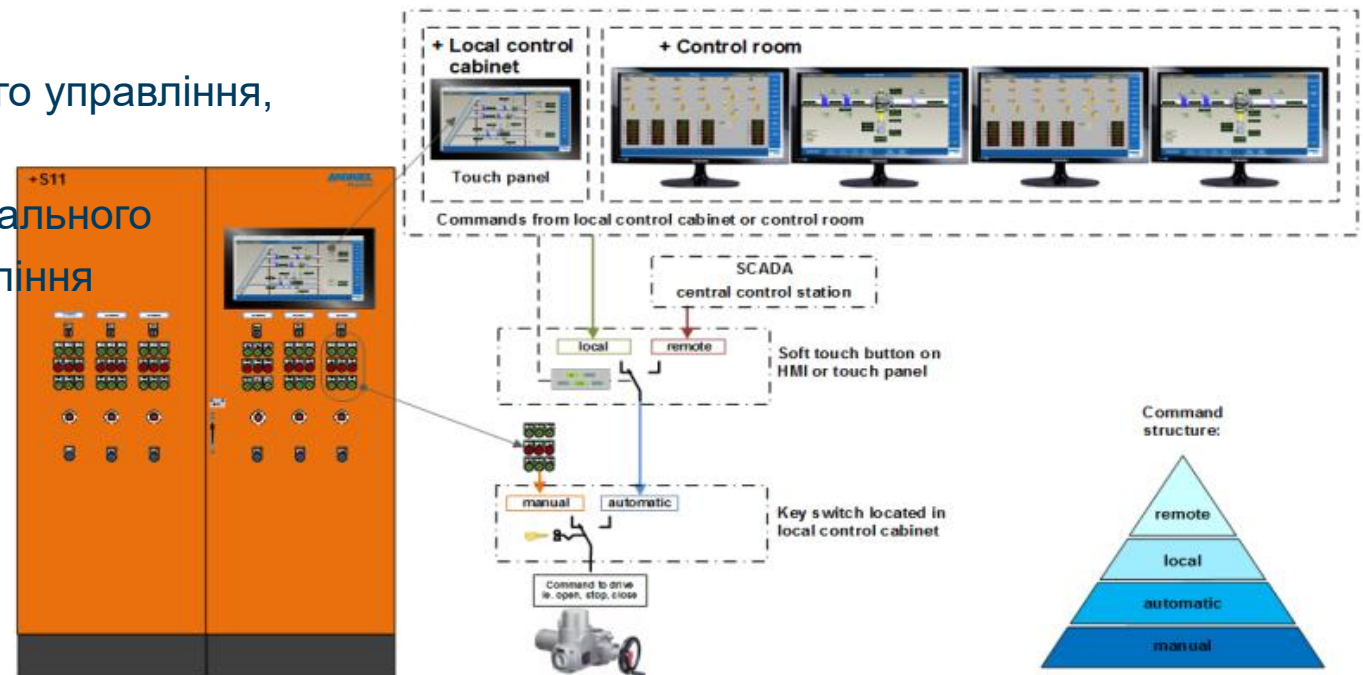 го управління,
ального
ління
+ Local control
cabinet
Touch panel
+ Control room
Commands from local control cabinet or control room
+S11
ANDRITZ
SCADA
central control station
local
remote
Soft touch button on
HMI or touch panel
manual
automatic
Key switch located in
local control cabinet
Command to drive
ie. open, stop, close
Command
structure:
remote
local
automatic
manual